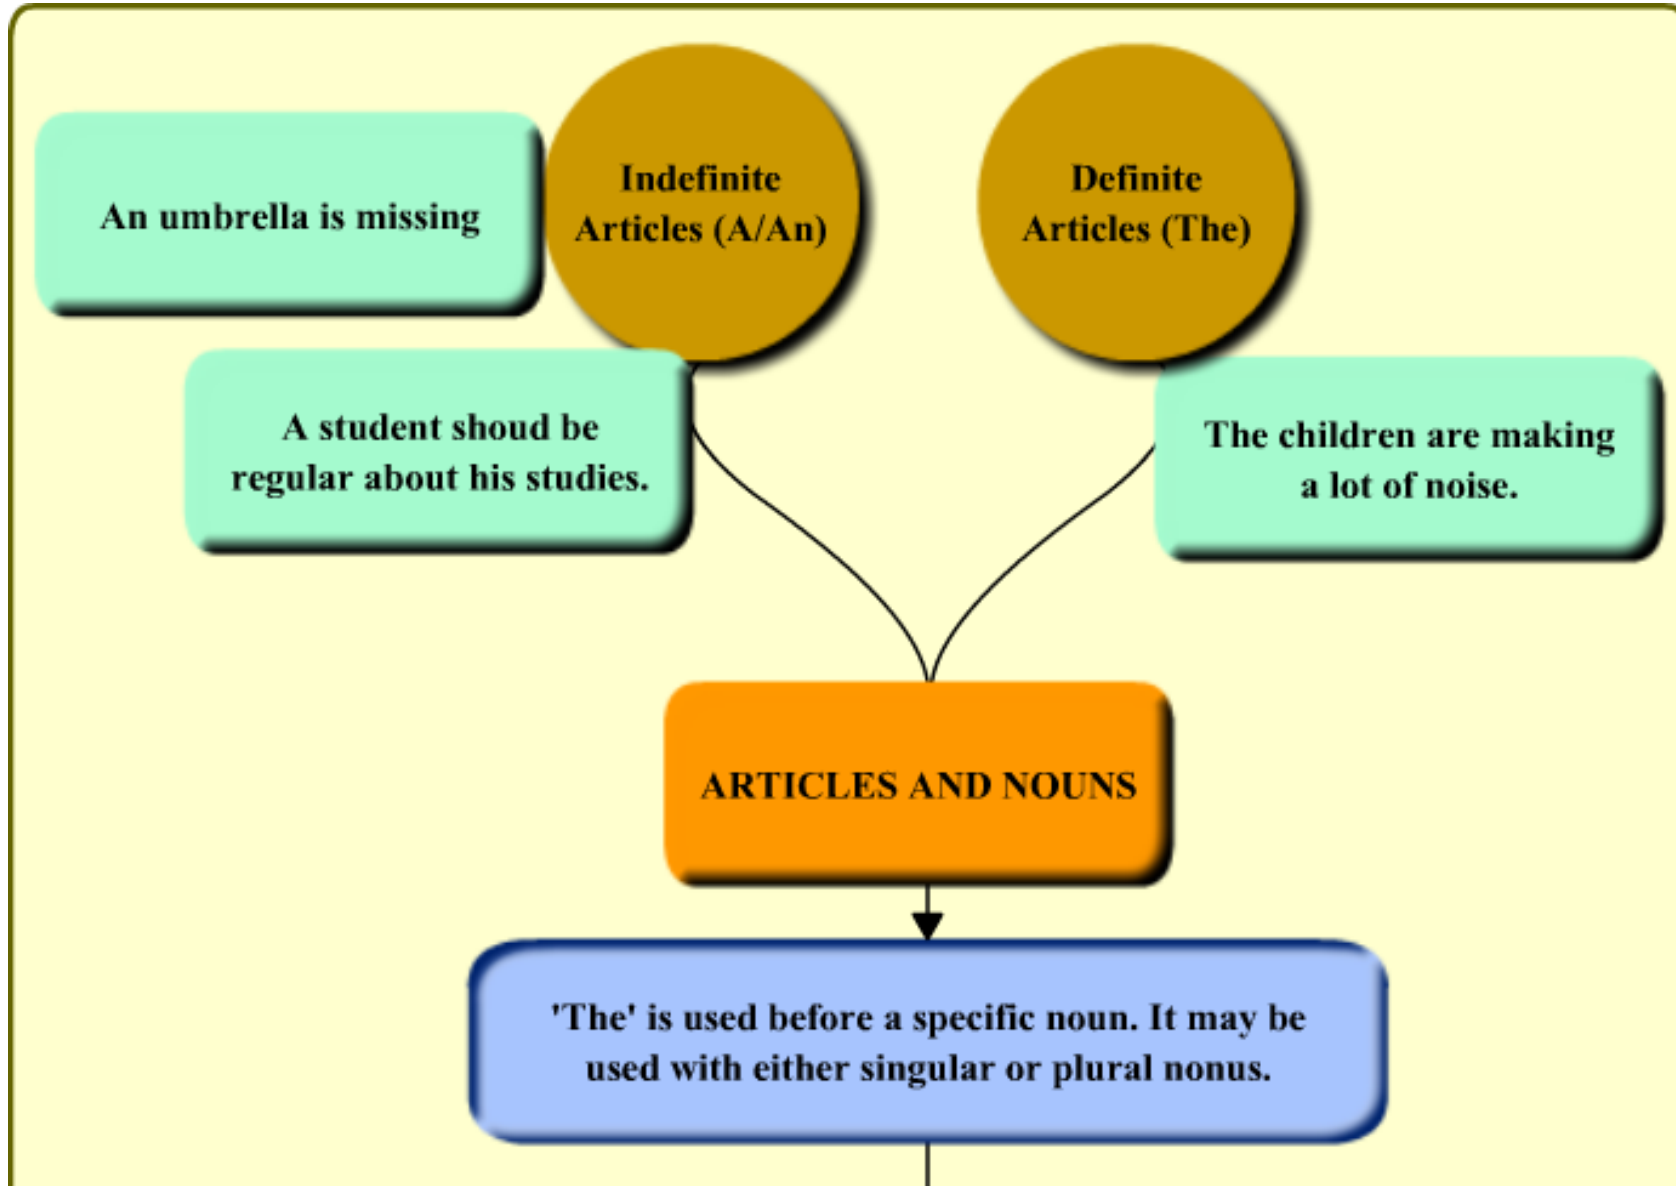 Indefinite
Articles (A/An)
Definite
Articles (The)
An umbrella is missing
A student shoud be
regular about his studies.
The children are making
a lot of noise.
ARTICLES AND NOUNS
'The' is used before a specific noun. It may be
used with either singular or plural nonus.